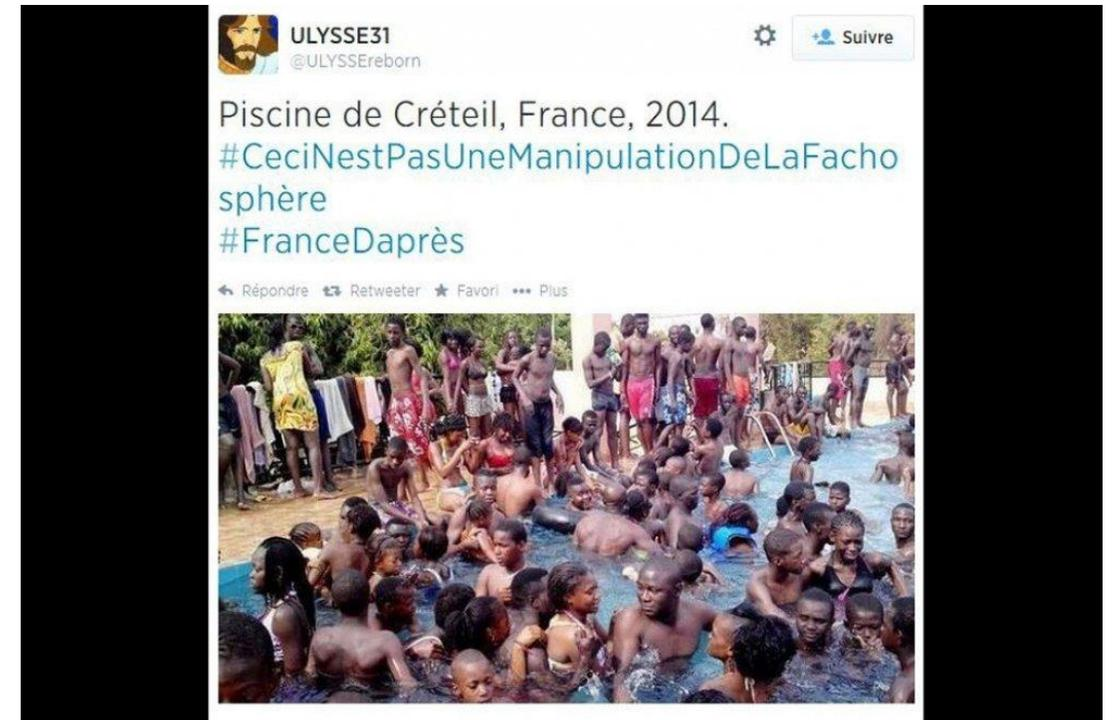 ULYSSE31
@ULYSSEreborn
Suivre
Piscine de Créteil, France, 2014.
#CeciNestPasUneManipulationDeLaFacho
sphère
#FranceDaprès
Répondre Retweeter Favori Plus